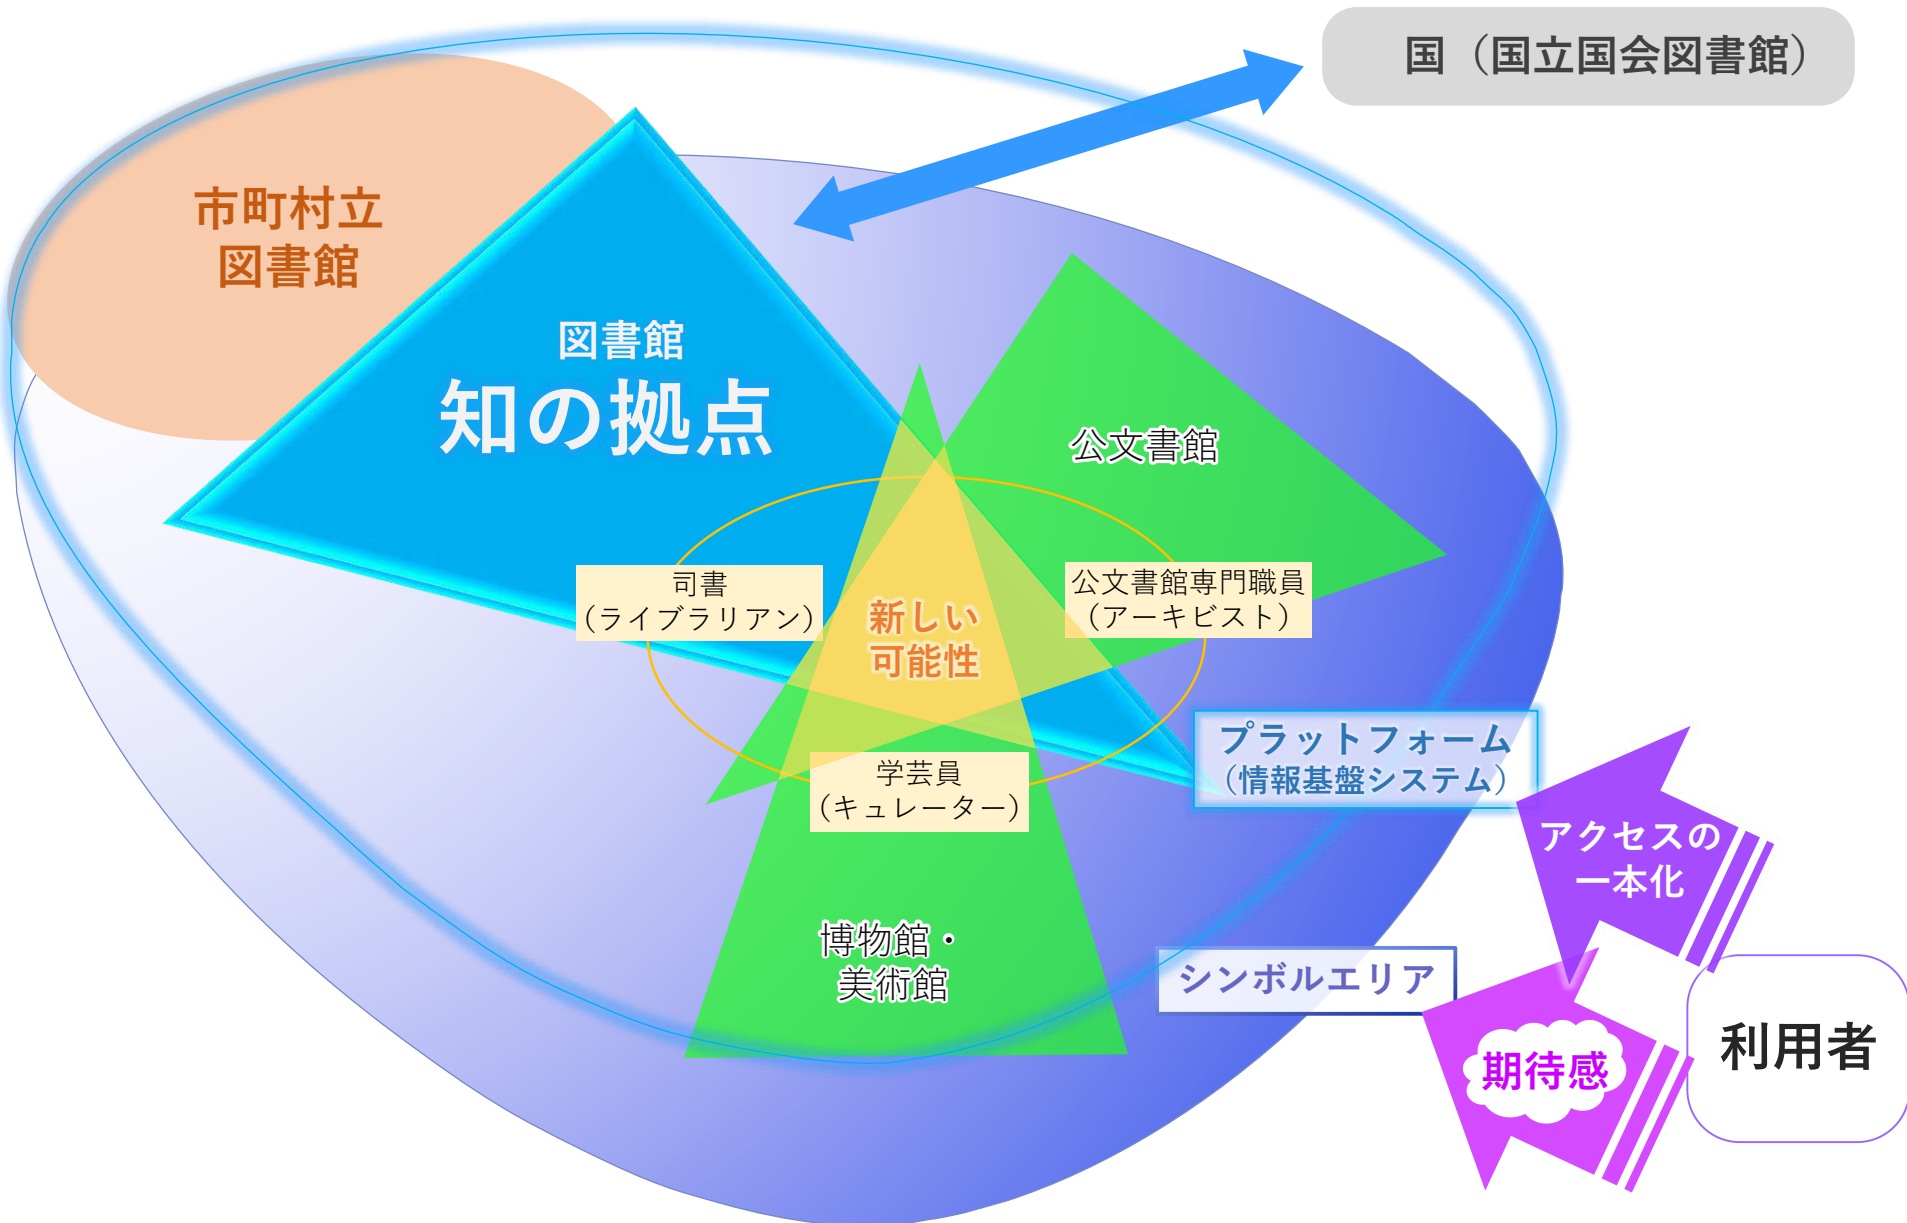 国（国立国会図書館）
市町村立
図書館
図書館
知の拠点
公文書館
司書
（ライブラリアン）
公文書館専門職員
（アーキビスト）
新しい
可能性
学芸員
（キュレーター）
プラットフォーム
（情報基盤システム）
アクセスの
一本化
博物館・
美術館
シンボルエリア
期待感
利用者